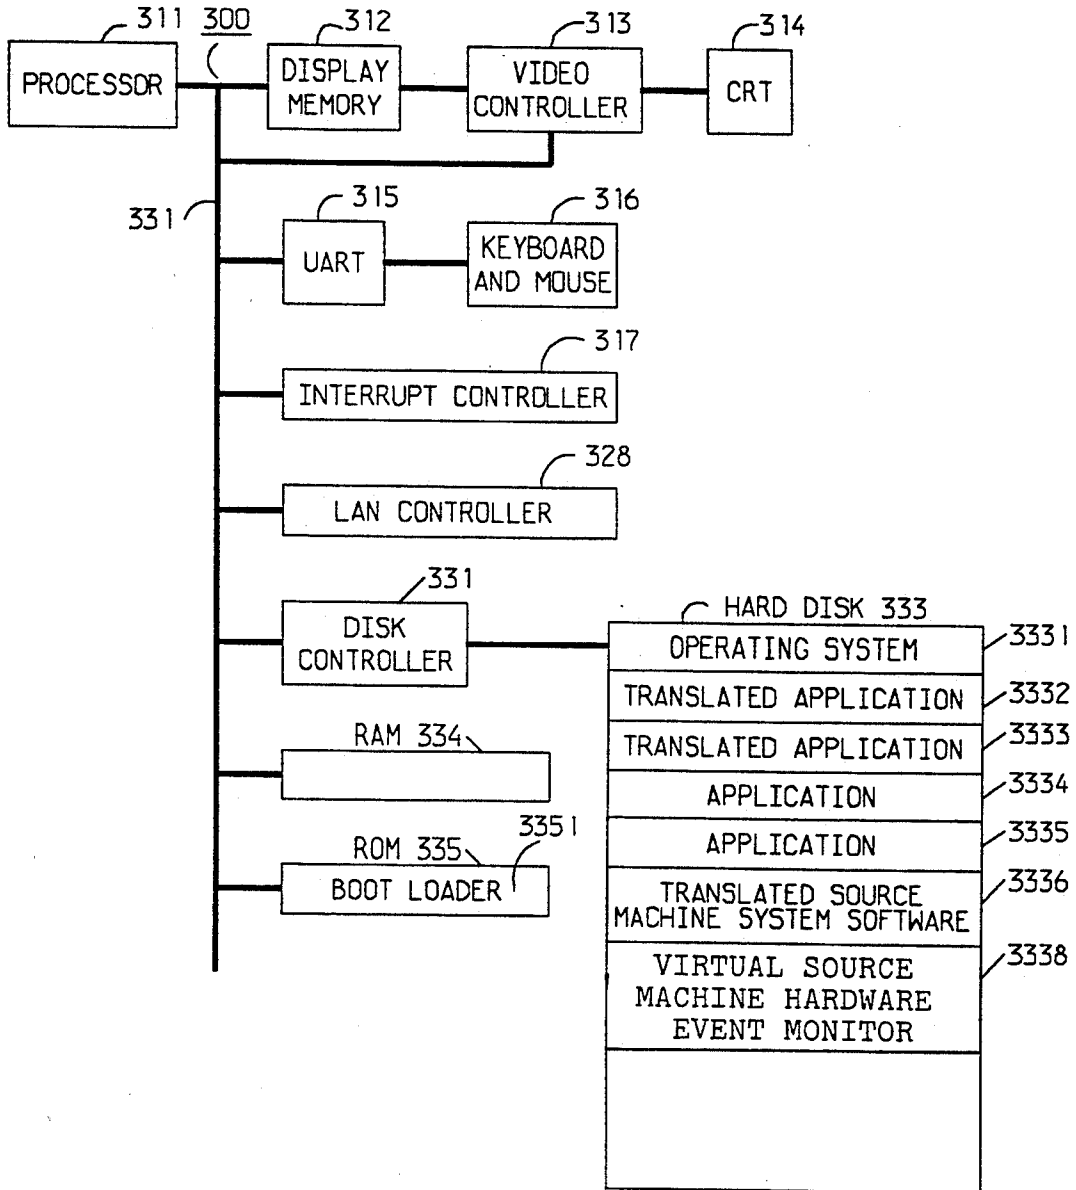 311 300 312 313 314
PROCESSOR
DISPLAY
MEMORY
VIDEO
CONTROLLER
CRT
331
315
316
UART
KEYBOARD
AND MOUSE
317
INTERRUPT CONTROLLER
328
LAN CONTROLLER
331
DISK
CONTROLLER
HARD DISK 333
OPERATING SYSTEM
3331
TRANSLATED APPLICATION
3332
TRANSLATED APPLICATION
3333
APPLICATION
3334
APPLICATION
3335
TRANSLATED SOURCE
MACHINE SYSTEM SOFTWARE
3336
VIRTUAL SOURCE
MACHINE HARDWARE
EVENT MONITOR
3338
RAM 334
3351
ROM 335
BOOT LOADER